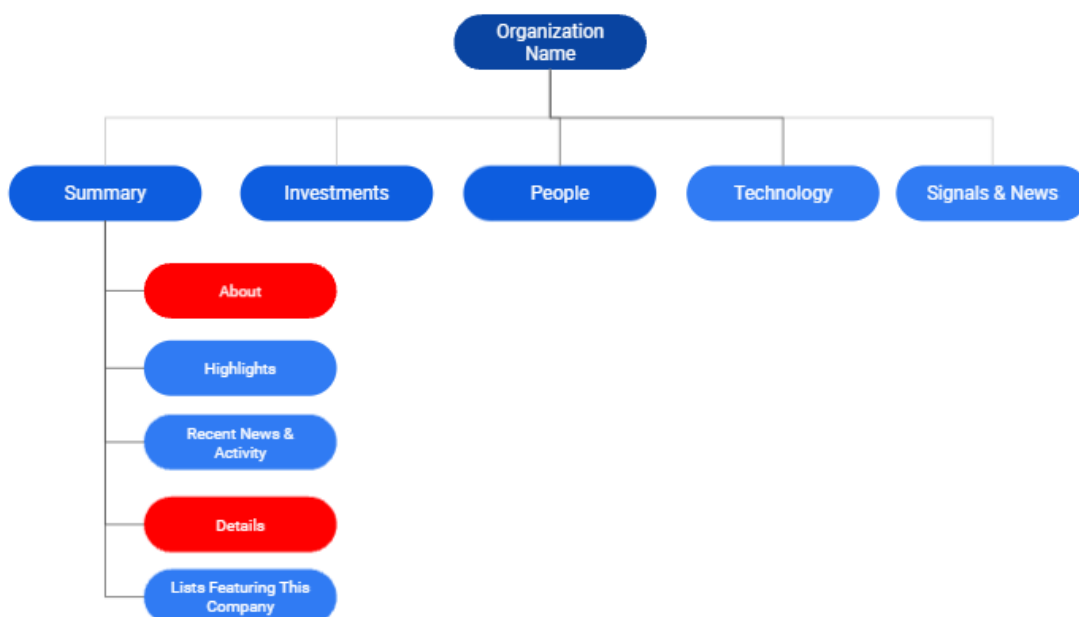 Organization
Name
Summary
Investments
People
Technology
Signals & News
About
Highlights
Recent News &
Activity
Details
Lists Featuring This
Company